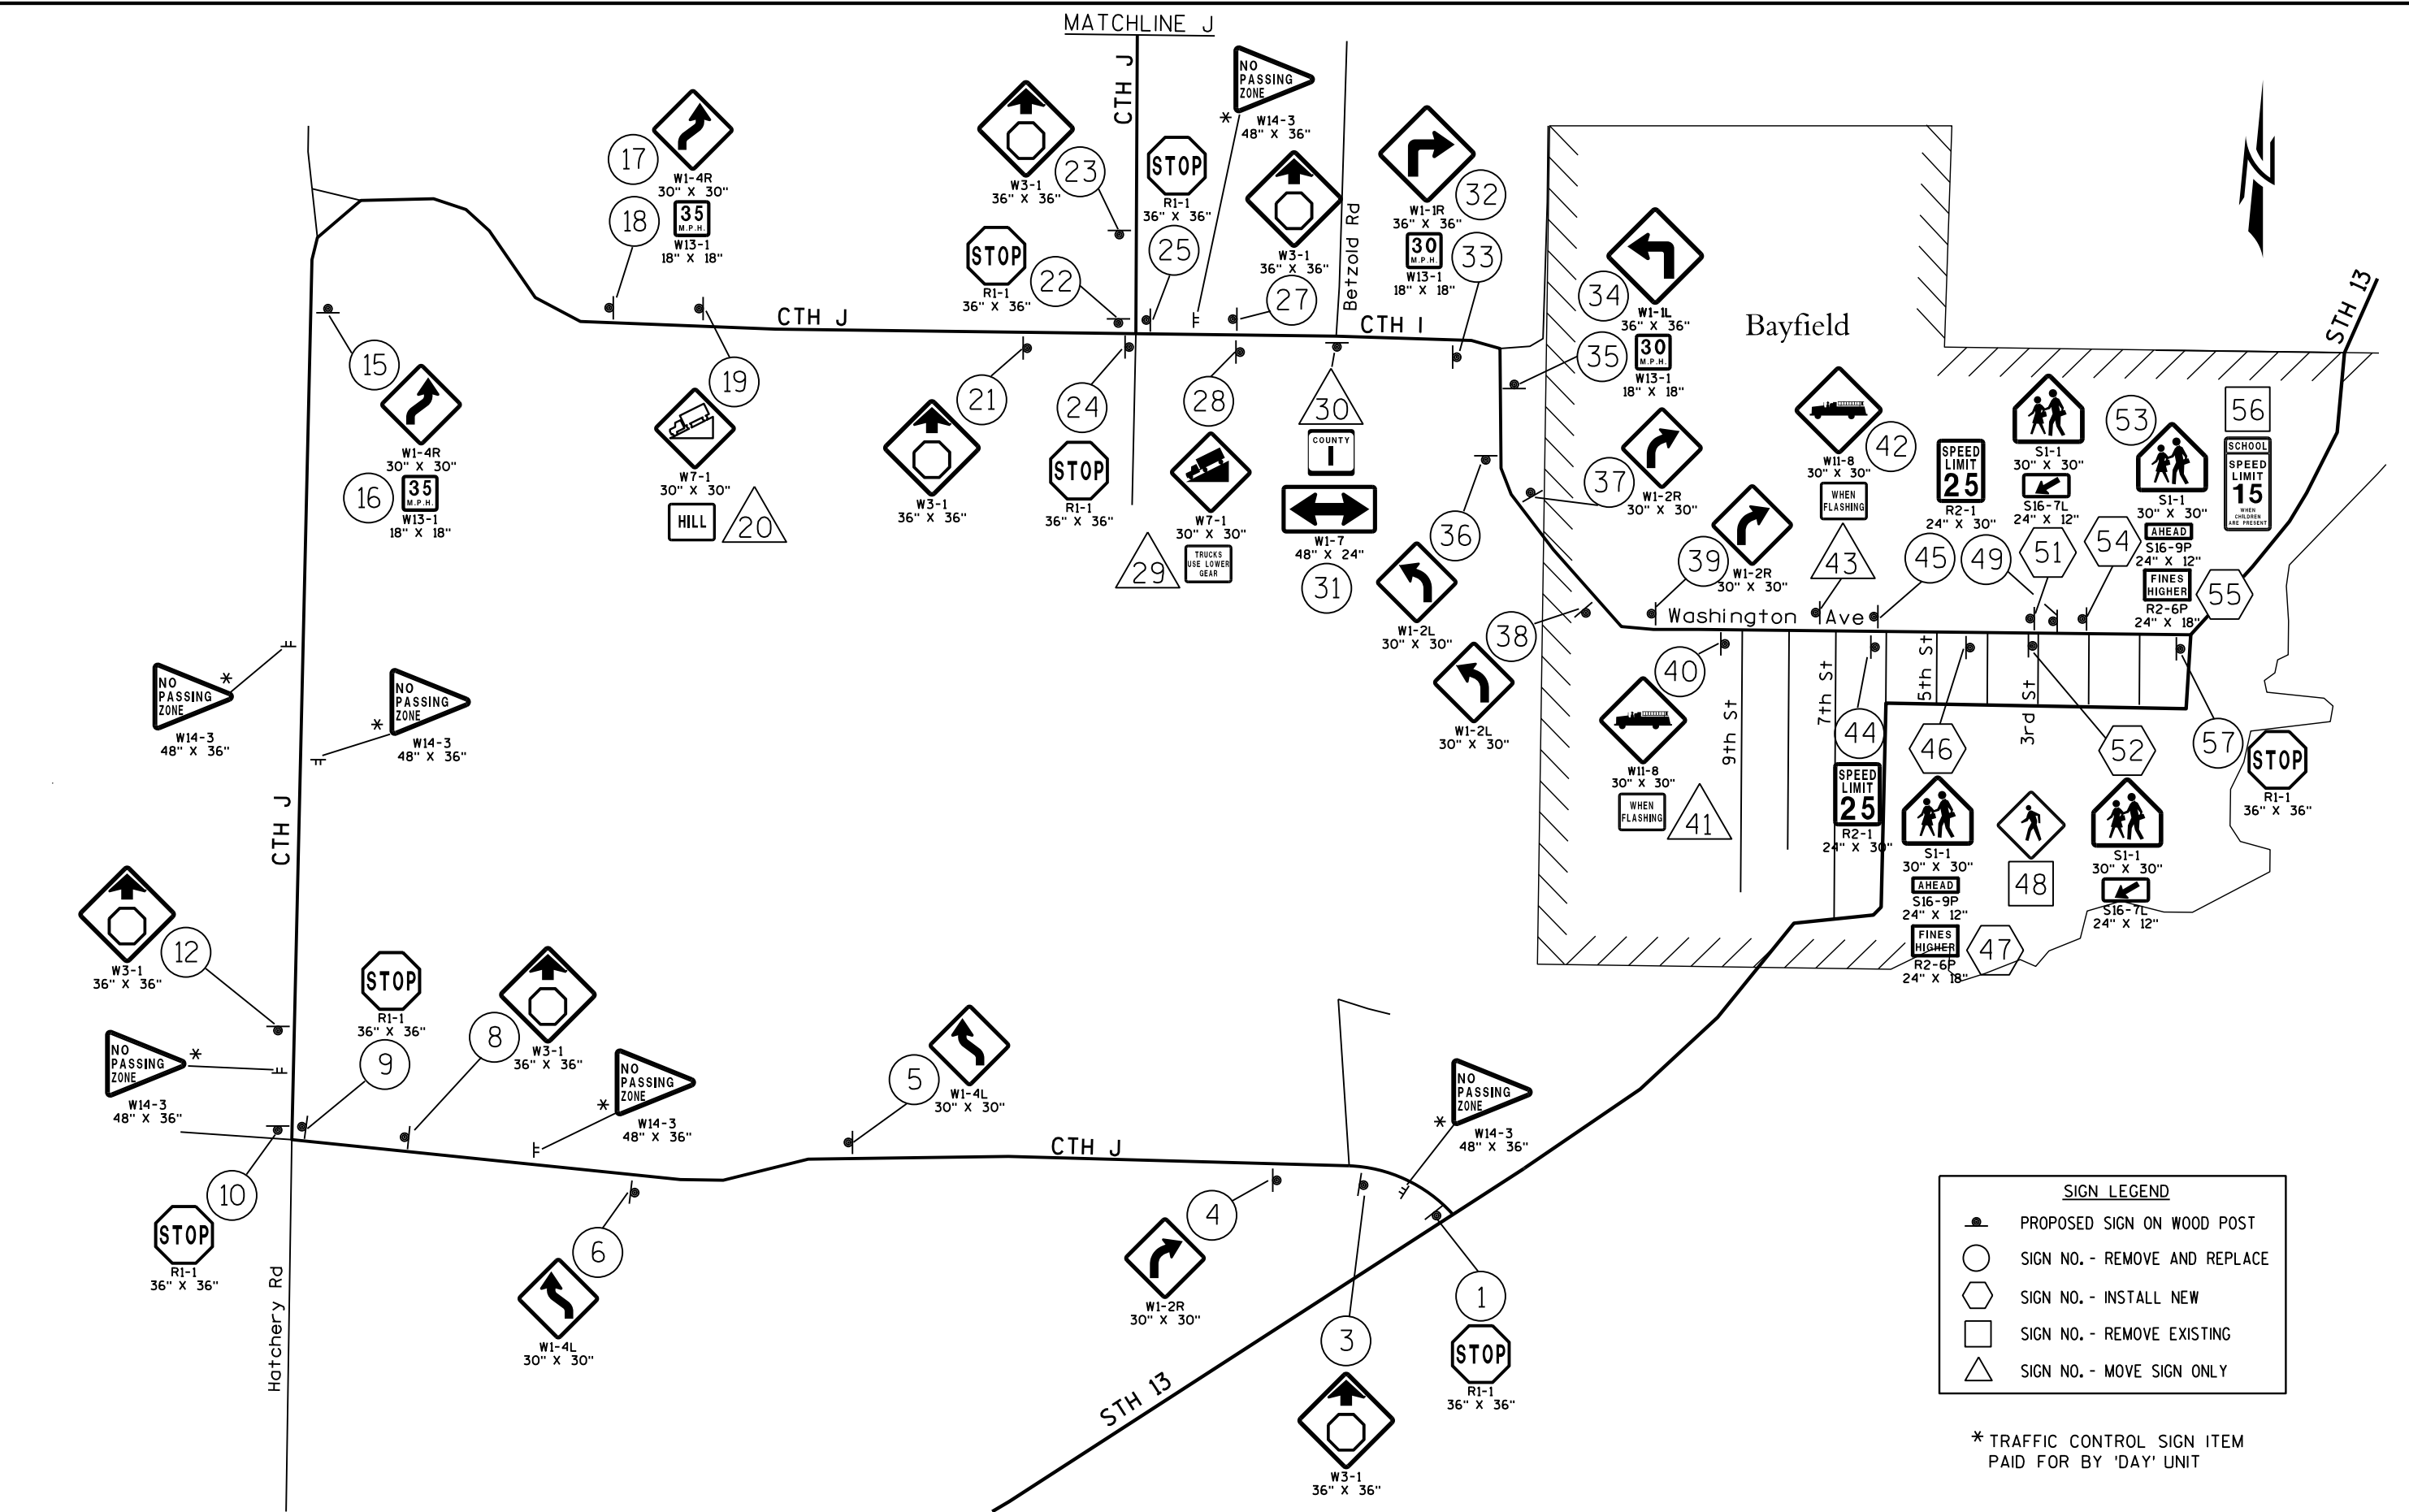 MATCHLINE J
CTH J
NO
PASSING
ZONE
*
W14-3
48" X 36"
17
W1-4R
30" X 30"
18
35
M.P.H.
W13-1
18" X 18"
W3-1
36" X 36"
23
STOP
R1-1
36" X 36"
25
STOP
R1-1
36" X 36"
22
W3-1
36" X 36"
27
Betzold Rd
W1-1R
36" X 36"
32
30
M.P.H.
W13-1
18" X 18"
33
34
W1-1L
36" X 36"
30
M.P.H.
W13-1
18" X 18"
35
Bayfield
STH 13
CTH J
CTH I
15
W1-4R
30" X 30"
16
35
M.P.H.
W13-1
18" X 18"
19
W7-1
30" X 30"
HILL
20
21
W3-1
36" X 36"
24
STOP
R1-1
36" X 36"
28
W7-1
30" X 30"
29
TRUCKS
USE LOWER
GEAR
30
COUNTY
I
W1-7
48" X 24"
31
36
W1-2L
30" X 30"
37
W1-2R
30" X 30"
38
W1-2L
30" X 30"
39
W1-2R
30" X 30"
42
W11-8
30" X 30"
WHEN
FLASHING
43
SPEED
LIMIT
25
R2-1
24" X 30"
45
49
S1-1
30" X 30"
S16-7L
24" X 12"
51
53
S1-1
30" X 30"
AHEAD
S16-9P
24" X 12"
54
FINES
HIGHER
R2-6P
24" X 18"
55
56
SCHOOL
SPEED
LIMIT
15
WHEN
CHILDREN
ARE PRESENT
Washington Ave
9th St
7th St
5th St
3rd St
40
W11-8
30" X 30"
WHEN
FLASHING
41
44
SPEED
LIMIT
25
R2-1
24" X 30"
46
S1-1
30" X 30"
AHEAD
S16-9P
24" X 12"
FINES
HIGHER
R2-6P
24" X 18"
47
48
52
S1-1
30" X 30"
S16-7L
24" X 12"
57
STOP
R1-1
36" X 36"
NO
PASSING
ZONE
*
W14-3
48" X 36"
NO
PASSING
ZONE
*
W14-3
48" X 36"
CTH J
W3-1
36" X 36"
12
NO
PASSING
ZONE
*
W14-3
48" X 36"
STOP
R1-1
36" X 36"
9
8
W3-1
36" X 36"
NO
PASSING
ZONE
*
W14-3
48" X 36"
5
W1-4L
30" X 30"
CTH J
NO
PASSING
ZONE
*
W14-3
48" X 36"
10
STOP
R1-1
36" X 36"
Hatchery Rd
6
W1-4L
30" X 30"
4
W1-2R
30" X 30"
3
W3-1
36" X 36"
1
STOP
R1-1
36" X 36"
STH 13
SIGN LEGEND
PROPOSED SIGN ON WOOD POST
SIGN NO. - REMOVE AND REPLACE
SIGN NO. - INSTALL NEW
SIGN NO. - REMOVE EXISTING
SIGN NO. - MOVE SIGN ONLY
* TRAFFIC CONTROL SIGN ITEM
PAID FOR BY 'DAY' UNIT